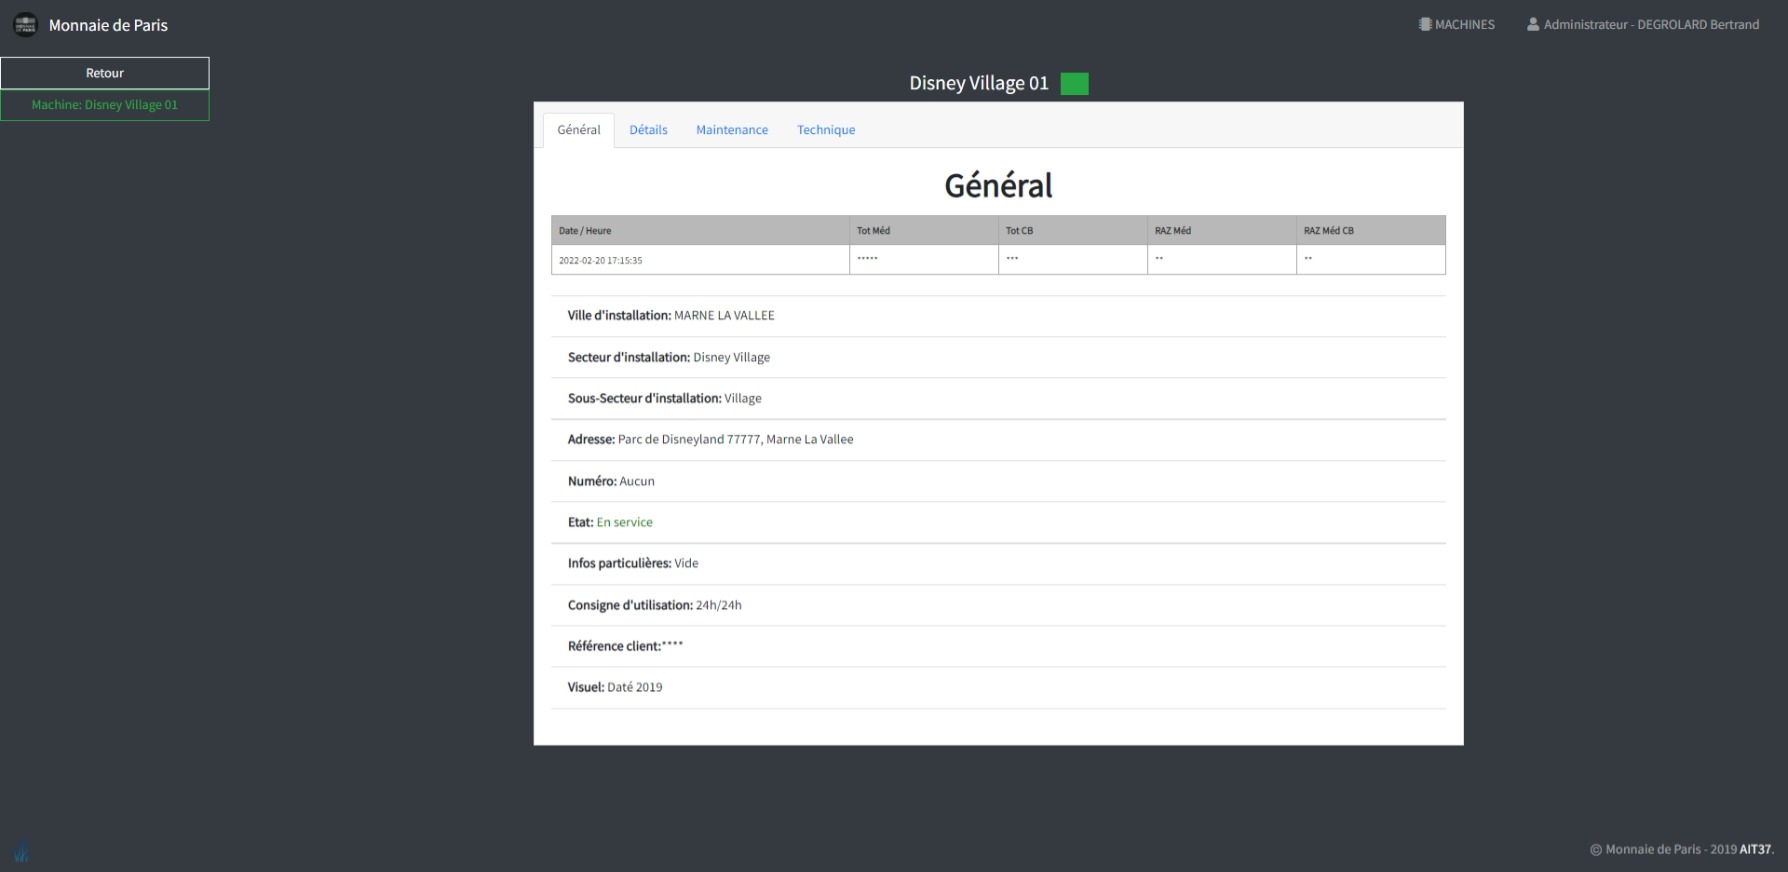 Monnaie de Paris
MACHINES
Administrateur - DEGROLARD Bertrand
Retour
Machine: Disney Village 01
Disney Village 01
Général Détails Maintenance Technique
Général
Date / Heure Tot Méd Tot CB RAZ Méd RAZ Méd CB
2022-02-20 17:15:35 ***** *** ** **
Ville d'installation: MARNE LA VALLEE
Secteur d'installation: Disney Village
Sous-Secteur d'installation: Village
Adresse: Parc de Disneyland 77777, Marne La Vallee
Numéro: Aucun
Etat: En service
Infos particulières: Vide
Consigne d'utilisation: 24h/24h
Référence client:****
Visuel: Daté 2019
© Monnaie de Paris - 2019 AIT37.